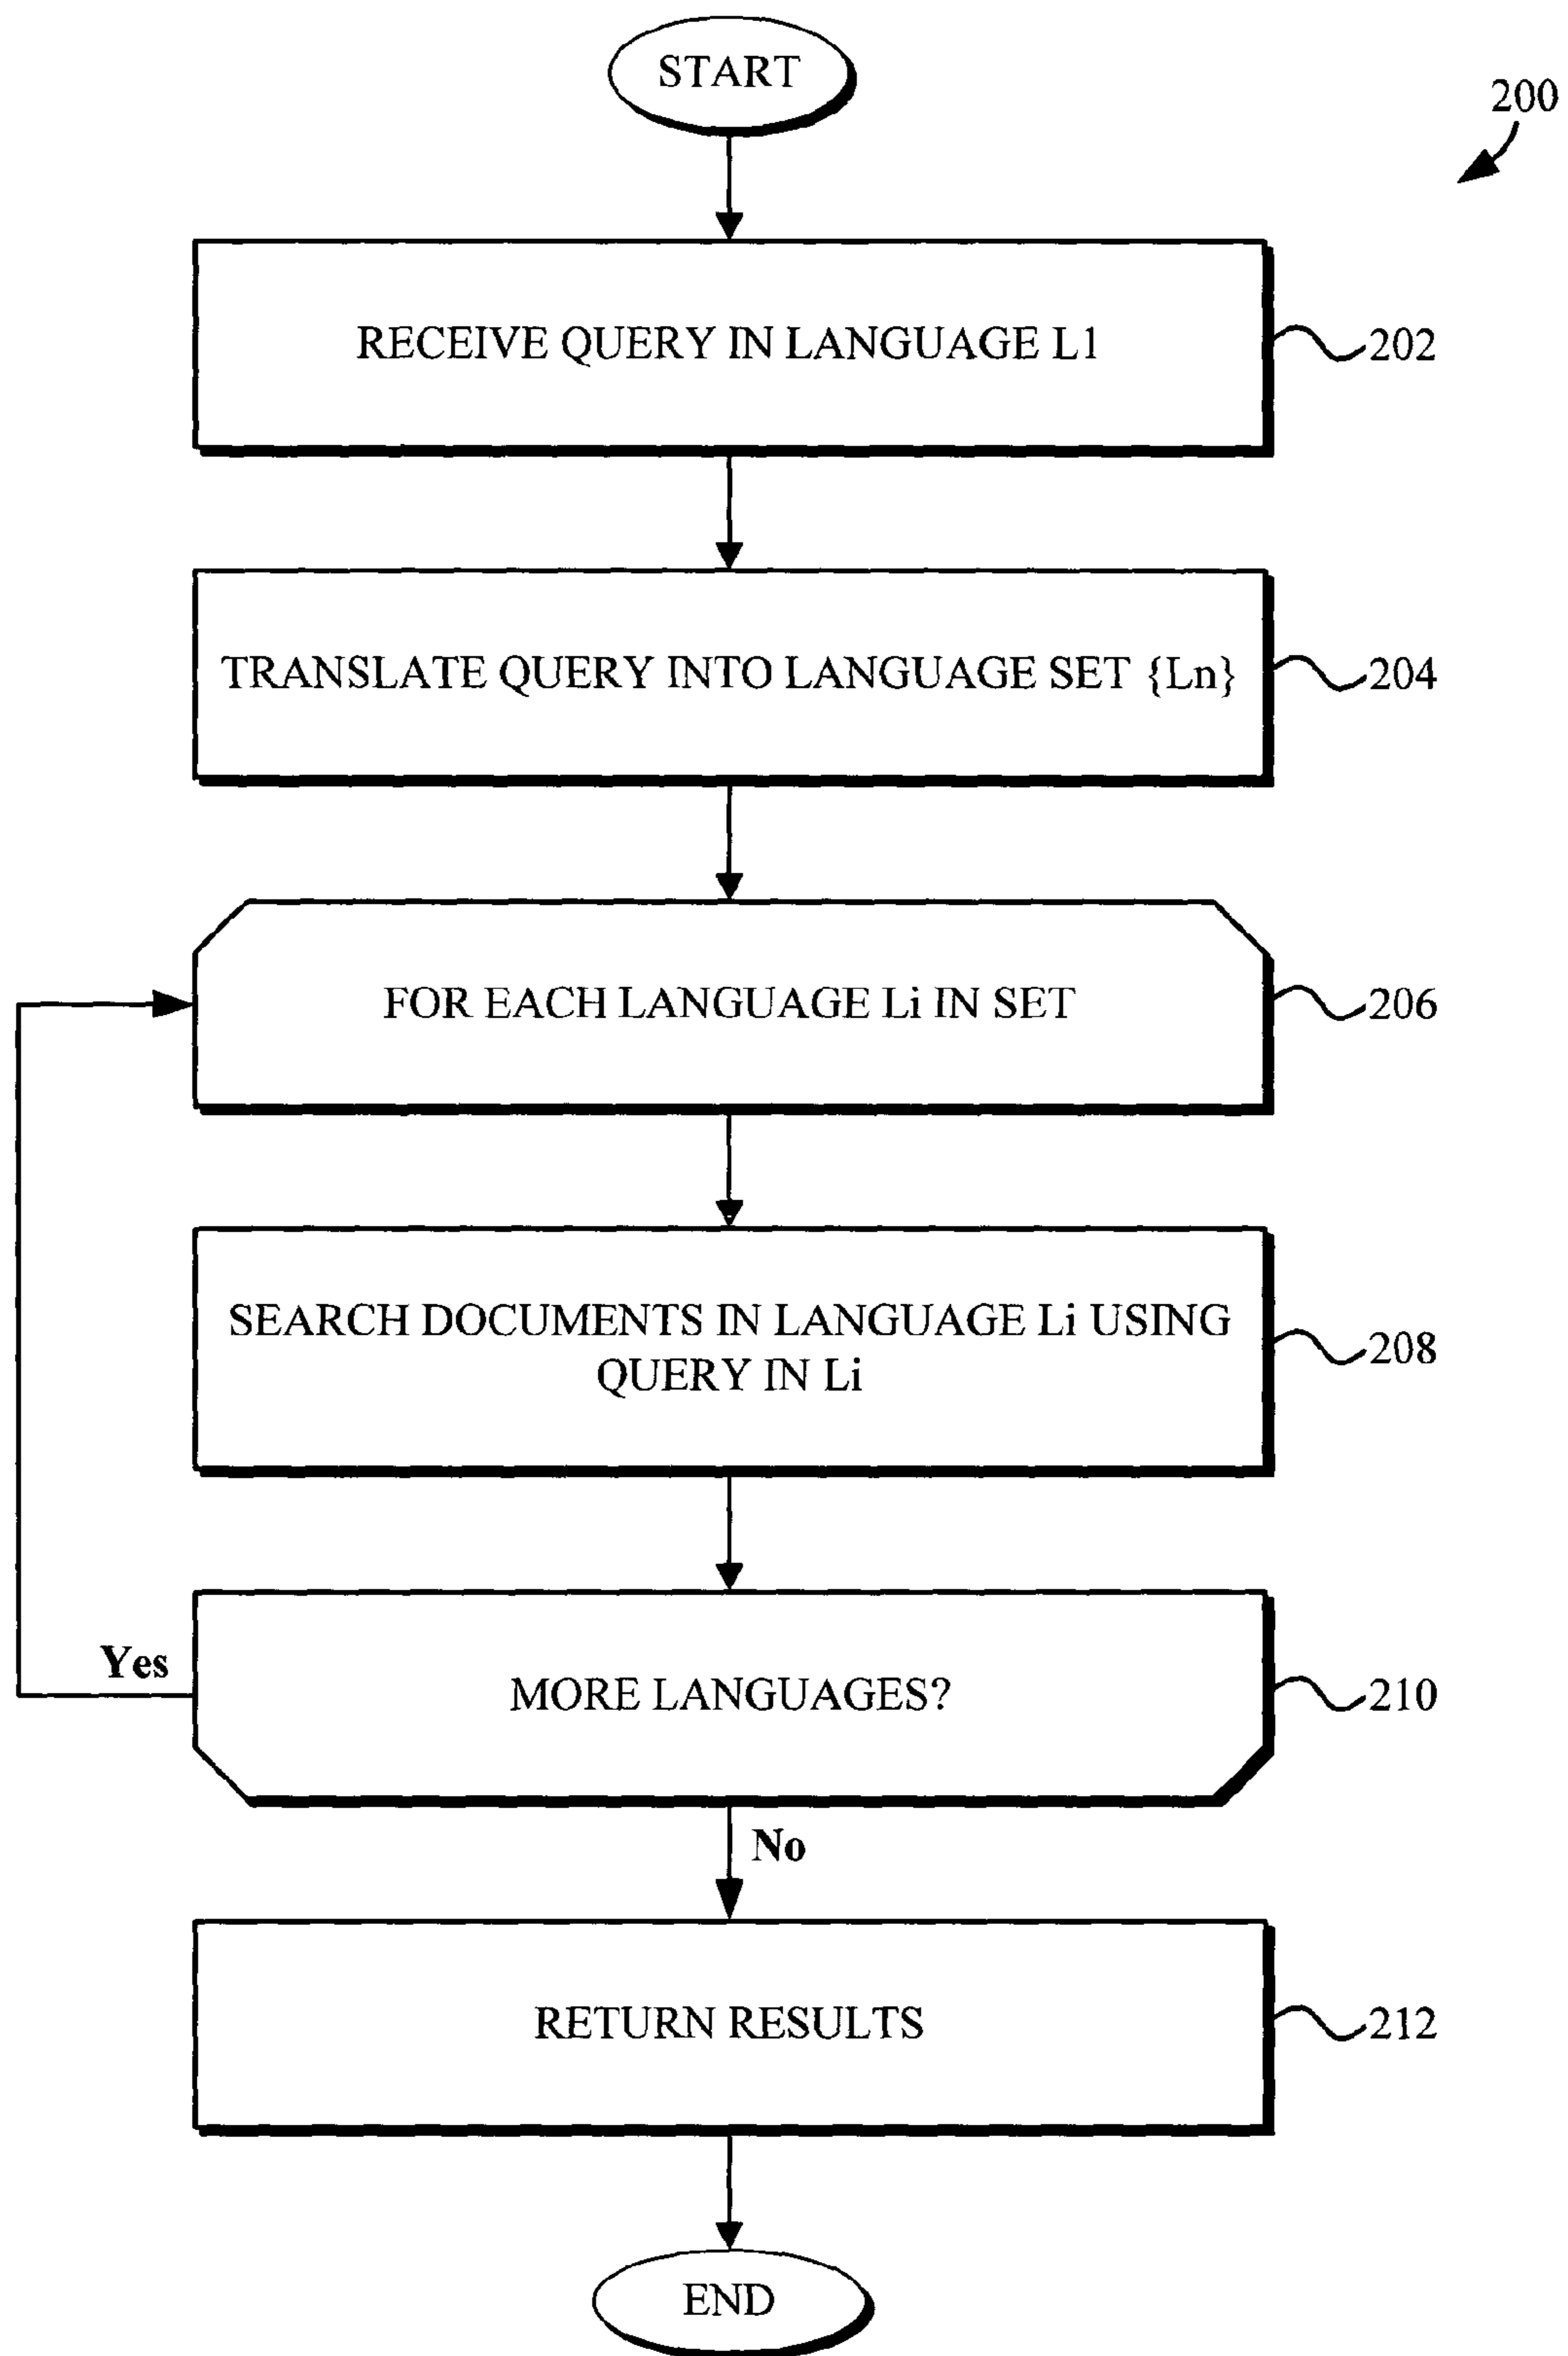 START
200
RECEIVE QUERY IN LANGUAGE L1
202
TRANSLATE QUERY INTO LANGUAGE SET {Ln}
204
FOR EACH LANGUAGE Li IN SET
206
SEARCH DOCUMENTS IN LANGUAGE Li USING
QUERY IN Li
208
Yes
MORE LANGUAGES?
210
No
RETURN RESULTS
212
END